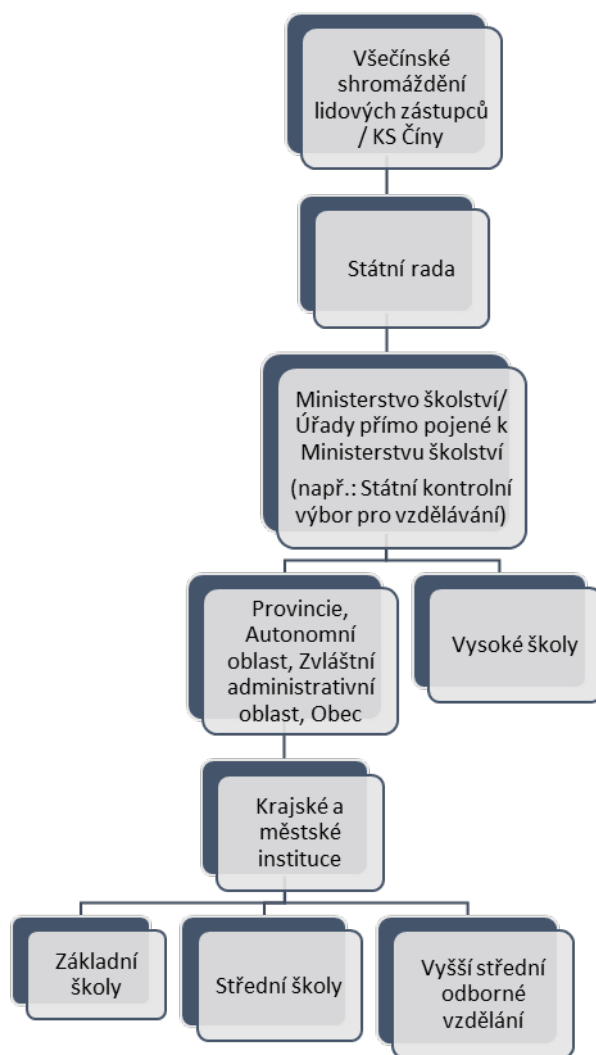 Všečínské
shromáždění
lidových zástupců
/ KS Číny
Státní rada
Ministerstvo školství/
Úřady přímo pojené k
Ministerstvu školství
(např.: Státní kontrolní
výbor pro vzdělávání)
Provincie,
Autonomní
oblast, Zvláštní
administrativní
oblast, Obec
Vysoké školy
Krajské a
městské
instituce
Základní
školy
Střední školy
Vyšší střední
odborné
vzdělání